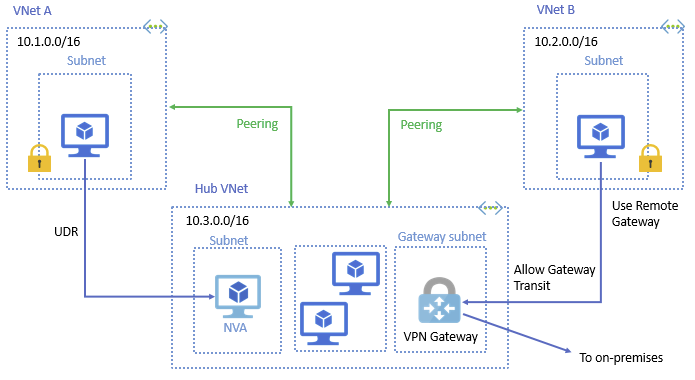 VNet A
VNet B
10.1.0.0/16
10.2.0.0/16
Subnet
Subnet
Peering
Peering
Hub VNet
Use Remote
Gateway
10.3.0.0/16
UDR
Subnet
Gateway subnet
Allow Gateway
Transit
NVA
VPN Gateway
To on-premises